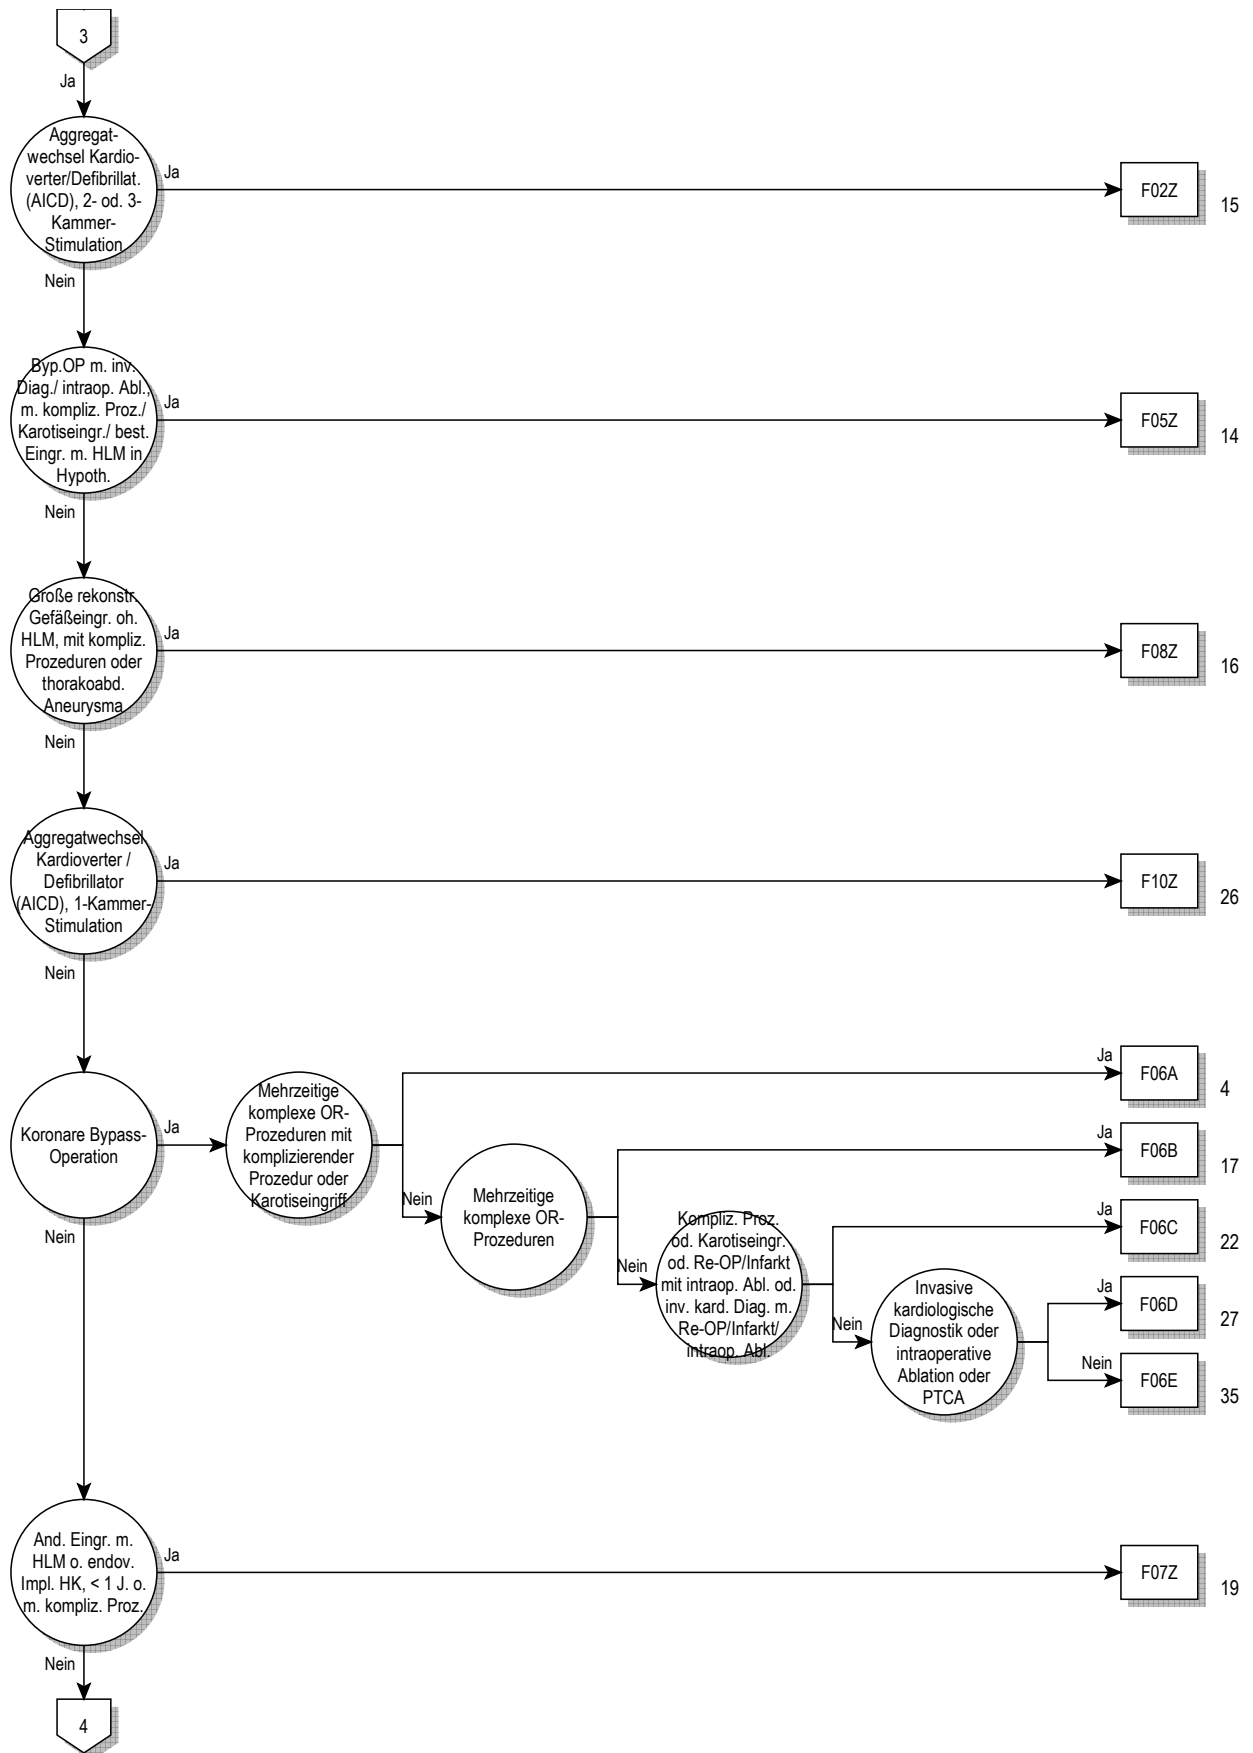 3
Ja
Aggregat-
wechsel Kardio-
verter/Defibrillat.
(AICD), 2- od. 3-
Kammer-
Stimulation
Ja
F02Z
15
Nein
Byp.OP m. inv.
Diag./ intraop. Abl.,
m. kompliz. Proz./
Karotiseingr./ best.
Eingr. m. HLM in
Hypoth.
Ja
F05Z
14
Nein
Große rekonstr.
Gefäßeingr. oh.
HLM, mit kompliz.
Prozeduren oder
thorakoabd.
Aneurysma
Ja
F08Z
16
Nein
Aggregatwechsel
Kardioverter /
Defibrillator
(AICD), 1-Kammer-
Stimulation
Ja
F10Z
26
Nein
Koronare Bypass-
Operation
Ja
Mehrzeitige
komplexe OR-
Prozeduren mit
komplizierender
Prozedur oder
Karotiseingriff
Ja
F06A
4
Nein
Mehrzeitige
komplexe OR-
Prozeduren
Ja
F06B
17
Nein
Kompliz. Proz.
od. Karotiseingr.
od. Re-OP/Infarkt
mit intraop. Abl. od.
inv. kard. Diag. m.
Re-OP/Infarkt/
intraop. Abl.
Ja
F06C
22
Nein
Invasive
kardiologische
Diagnostik oder
intraoperative
Ablation oder
PTCA
Ja
F06D
27
Nein
F06E
35
Nein
And. Eingr. m.
HLM o. endov.
Impl. HK, < 1 J. o.
m. kompliz. Proz.
Ja
F07Z
19
Nein
4